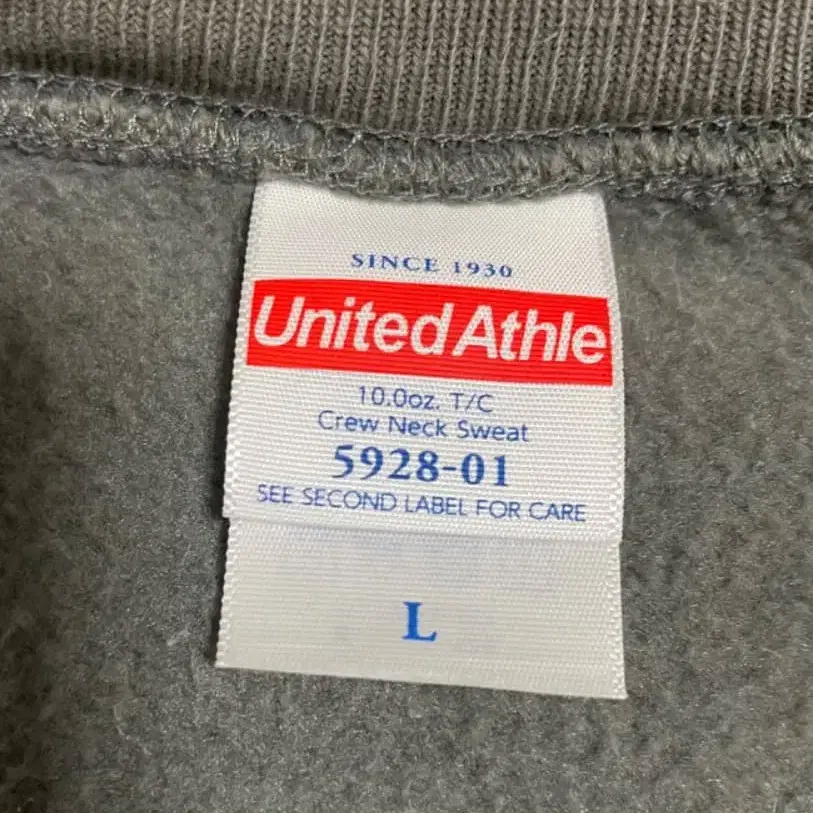 SINCE 1930
United Athle
10.0oz. T/C
Crew Neck Sweat
5928-01
SEE SECOND LABEL FOR CARE
L